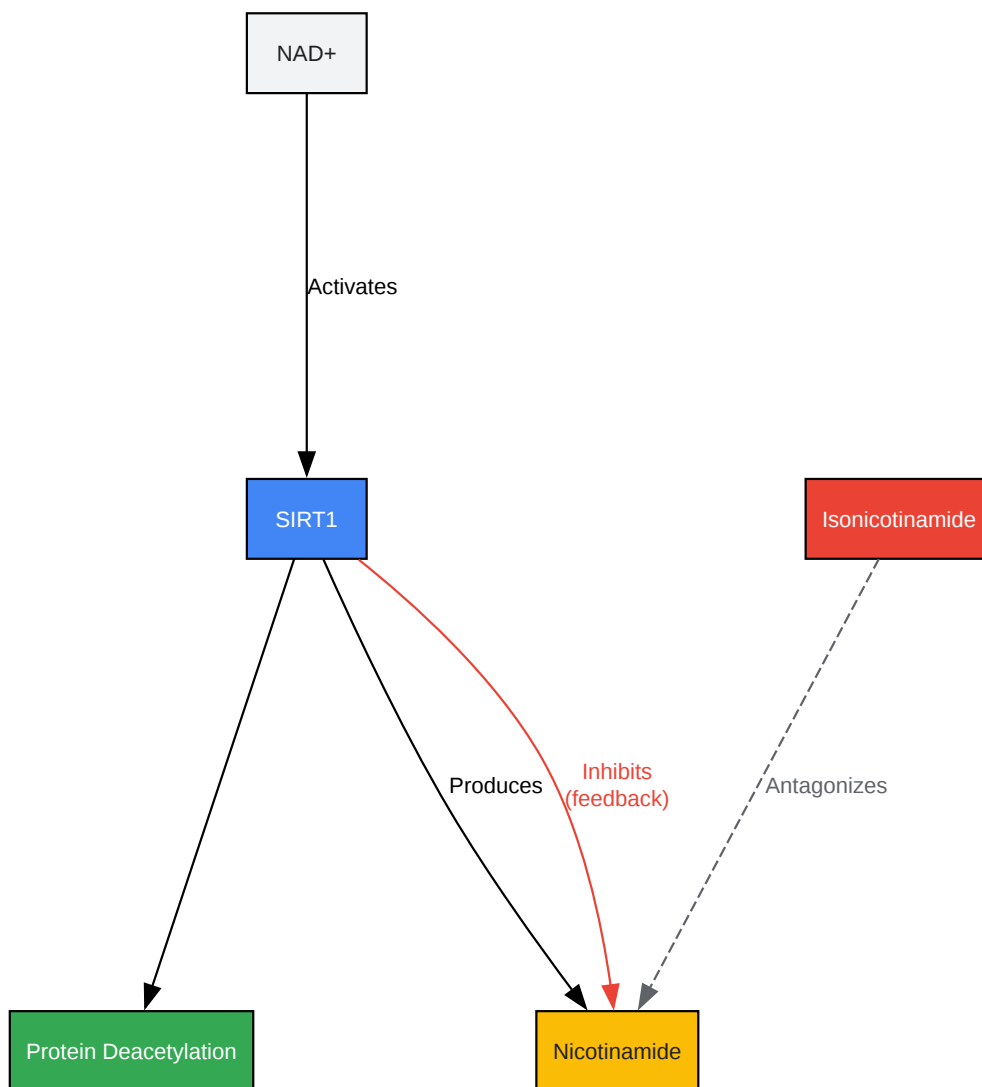 NAD+
Activates
SIRT1
Isonicotinamide
Produces
Inhibits
(feedback)
Antagonizes
Protein Deacetylation
Nicotinamide